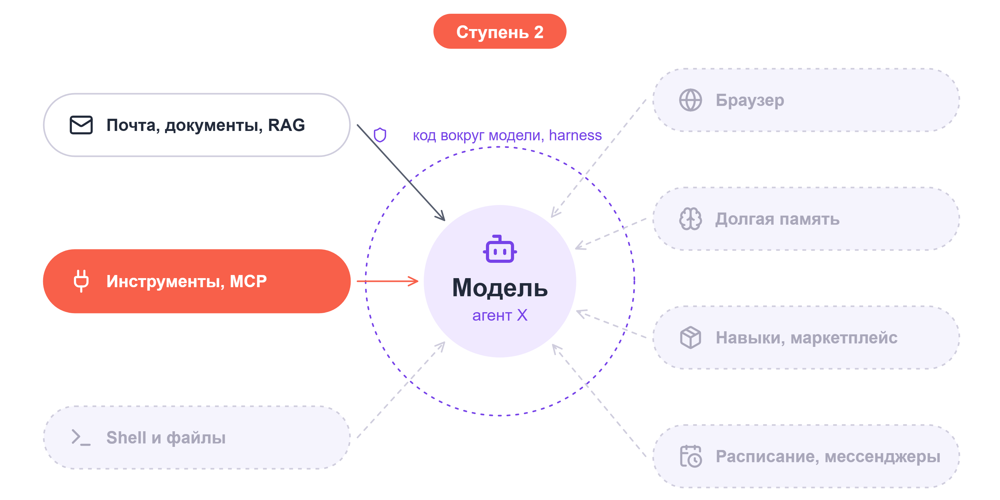 Ступень 2
Почта, документы, RAG
Инструменты, MCP
Shell и файлы
код вокруг модели, harness
Модель
агент X
Браузер
Долгая память
Навыки, маркетплейс
Расписание, мессенджеры